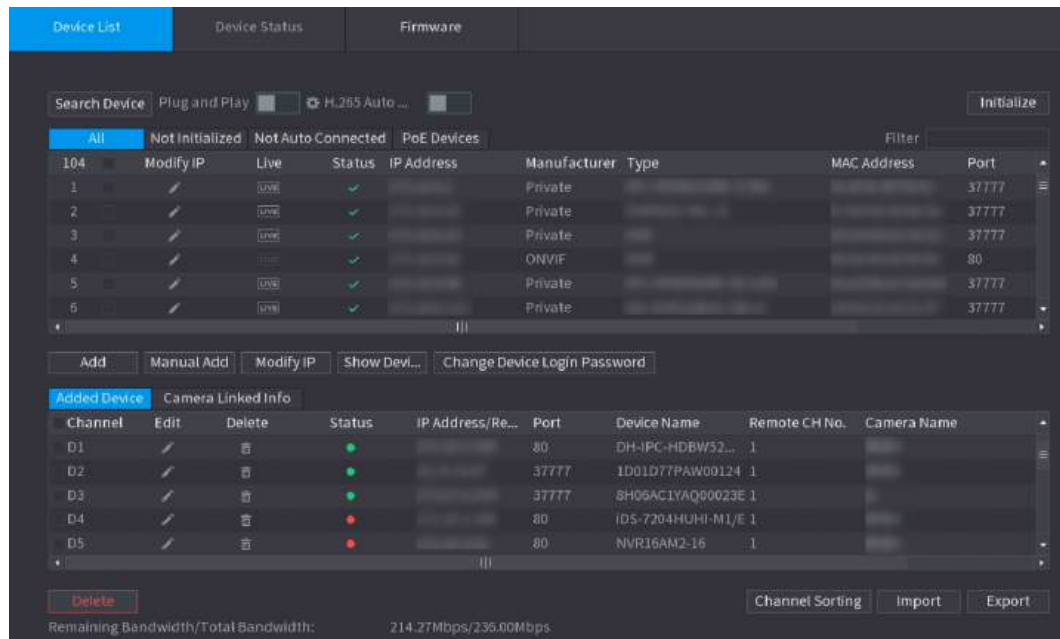 Device List Device Status Firmware
Search Device Plug and Play H.265 Auto ... Initialize
All Not Initialized Not Auto Connected PoE Devices Filter
104 Modify IP Live Status IP Address Manufacturer Type MAC Address Port
1 LIVE Private 37777
2 LIVE Private 37777
3 LIVE Private 37777
4 ONVIF 80
5 LIVE Private 37777
6 LIVE Private 37777
Add Manual Add Modify IP Show Devi... Change Device Login Password
Added Device Camera Linked Info
Channel Edit Delete Status IP Address/Re... Port Device Name Remote CH No. Camera Name
D1 80 DH-IPC-HDBW52... 1
D2 37777 1D01D77PAW00124 1
D3 37777 8H06AC1YAQ00023E 1
D4 80 iDS-7204HUHI-M1/E 1
D5 80 NVR16AM2-16 1
Delete Channel Sorting Import Export
Remaining Bandwidth/Total Bandwidth: 214.27Mbps/236.00Mbps